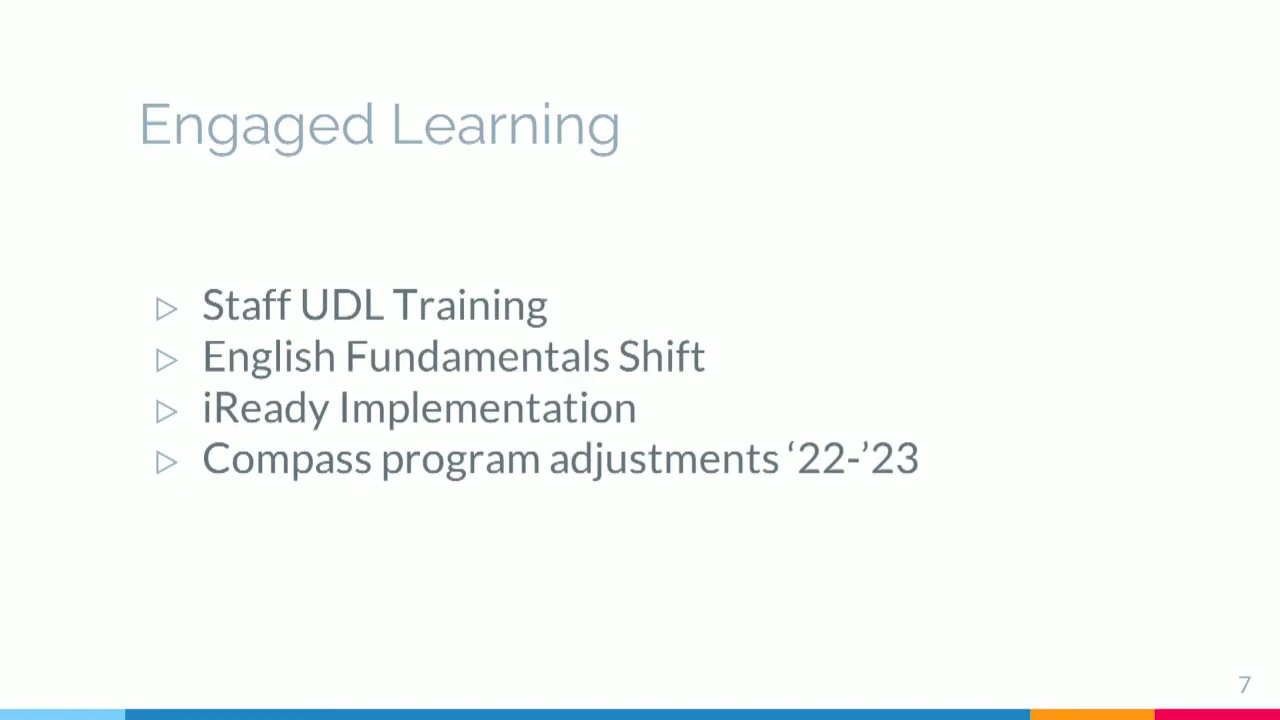 Engaged Learning
▷ Staff UDL Training
▷ English Fundamentals Shift
▷ iReady Implementation
▷ Compass program adjustments ‘22-’23
7